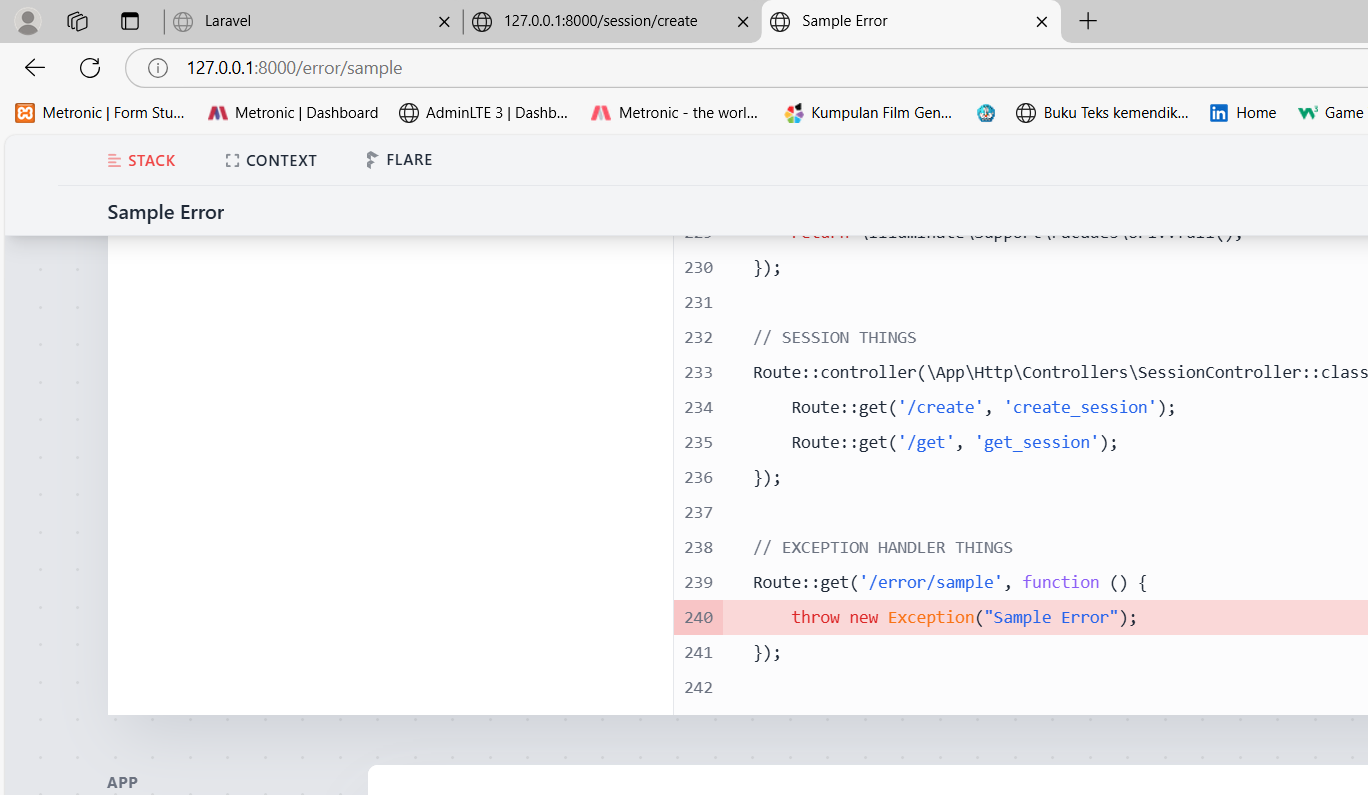 Laravel
127.0.0.1:8000/session/create
Sample Error
127.0.0.1:8000/error/sample
Metronic | Form Stu...
Metronic | Dashboard
AdminLTE 3 | Dashb...
Metronic - the worl...
Kumpulan Film Gen...
Buku Teks kemendik...
Home
Game
STACK
CONTEXT
FLARE
Sample Error
230 });
231
232 // SESSION THINGS
233 Route::controller(\App\Http\Controllers\SessionController::class
234 Route::get('/create', 'create_session');
235 Route::get('/get', 'get_session');
236 });
237
238 // EXCEPTION HANDLER THINGS
239 Route::get('/error/sample', function () {
240 throw new Exception("Sample Error");
241 });
242
APP